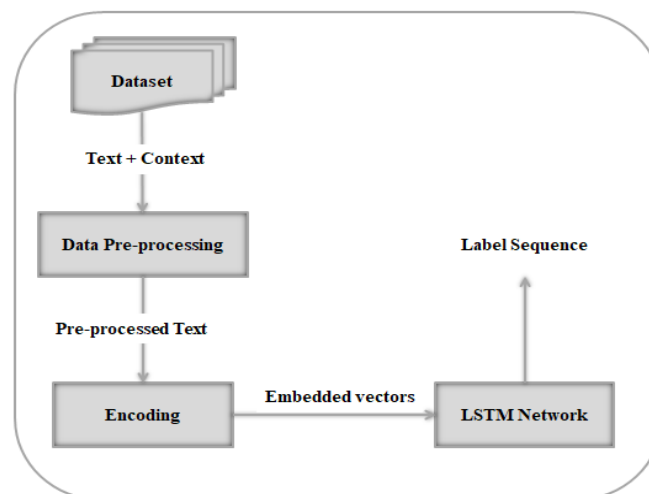 Dataset
Text + Context
Data Pre-processing
Label Sequence
Pre-processed Text
Encoding
Embedded vectors
LSTM Network